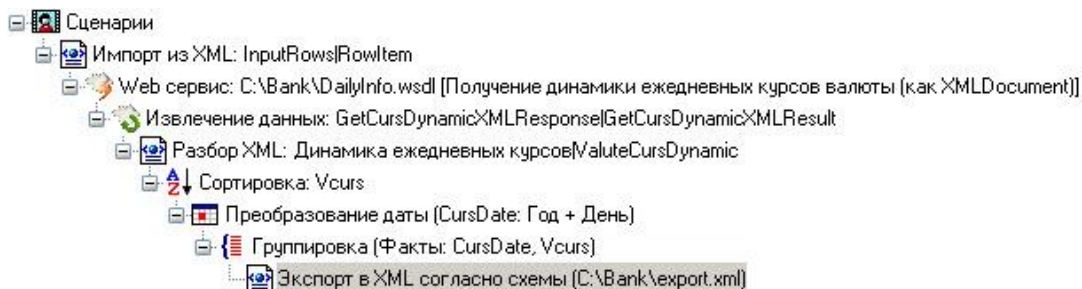 Сценарии
Импорт из XML: InputRows|RowItem
Web сервис: C:\Bank\DailyInfo.wsdl [Получение динамики ежедневных курсов валюты (как XMLDocument)]
Извлечение данных: GetCursDynamicXMLResponse|GetCursDynamicXMLResult
Разбор XML: Динамика ежедневных курсов|ValuteCursDynamic
Сортировка: Vcurs
Преобразование даты (CursDate: Год + День)
Группировка (Факты: CursDate, Vcurs)
Экспорт в XML согласно схемы (C:\Bank\export.xml)